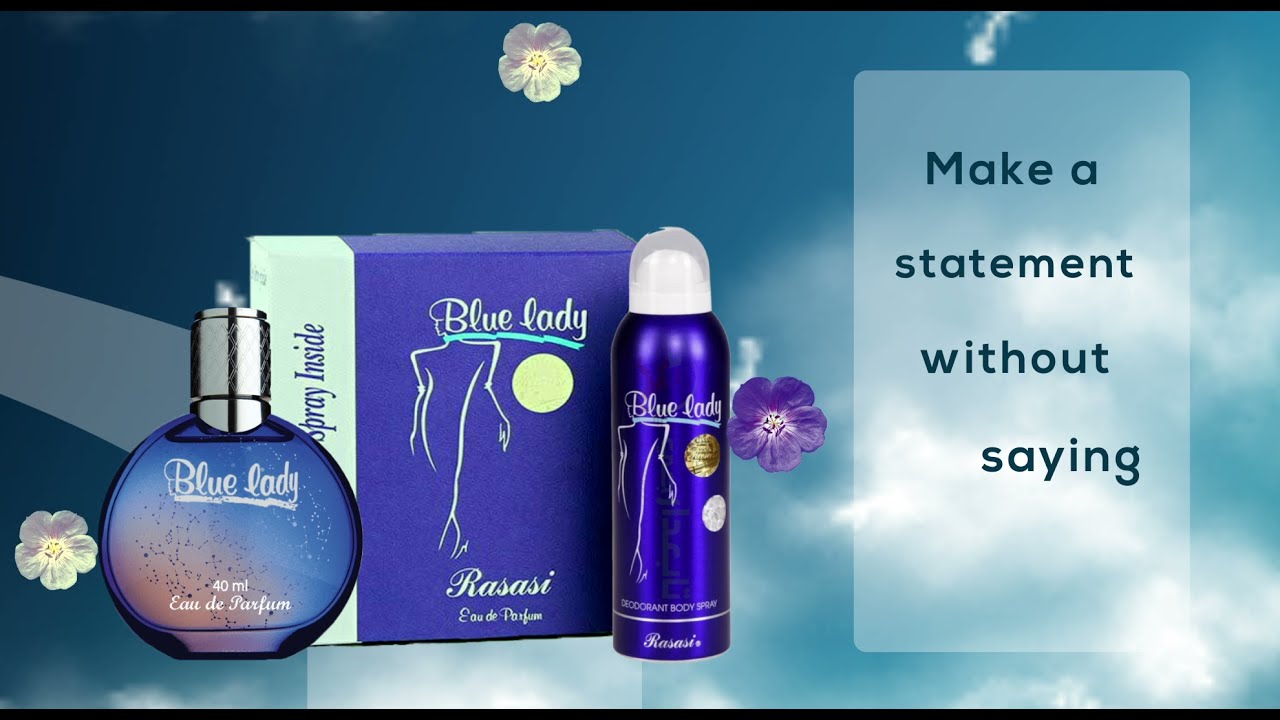 Make a
statement
without
saying
Spray Inside
Blue lady
Rasasi
Eau de Parfum
Blue lady
40 ml
Eau de Parfum
Blue lady
DEODORANT BODY SPRAY
Rasasi®